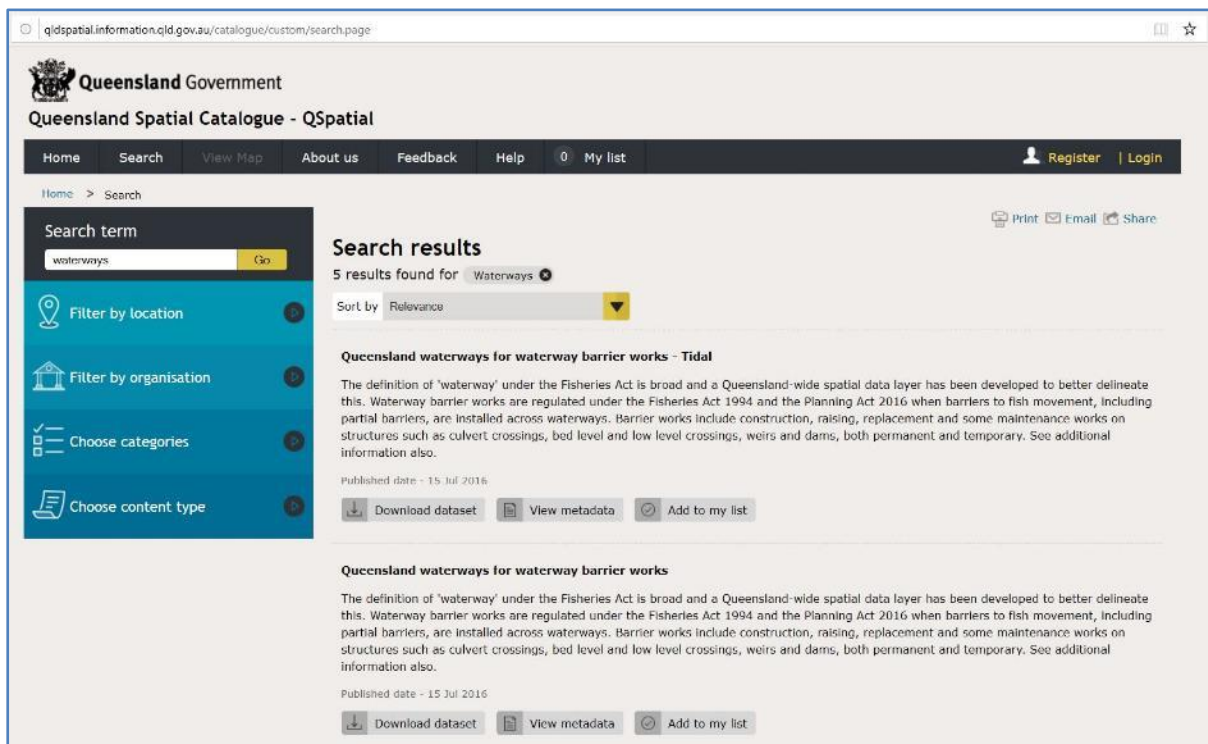 qldspatial.information.qld.gov.au/catalogue/custom/search.page
Queensland Government
Queensland Spatial Catalogue - QSpatial
Home Search View Map About us Feedback Help 0 My list Register | Login
Home > Search
Print Email Share
Search term
waterways Go
Filter by location
Filter by organisation
Choose categories
Choose content type
Search results
5 results found for Waterways
Sort by Relevance
Queensland waterways for waterway barrier works - Tidal
The definition of 'waterway' under the Fisheries Act is broad and a Queensland-wide spatial data layer has been developed to better delineate
this. Waterway barrier works are regulated under the Fisheries Act 1994 and the Planning Act 2016 when barriers to fish movement, including
partial barriers, are installed across waterways. Barrier works include construction, raising, replacement and some maintenance works on
structures such as culvert crossings, bed level and low level crossings, weirs and dams, both permanent and temporary. See additional
information also.
Published date - 15 Jul 2016
Download dataset View metadata Add to my list
Queensland waterways for waterway barrier works
The definition of 'waterway' under the Fisheries Act is broad and a Queensland-wide spatial data layer has been developed to better delineate
this. Waterway barrier works are regulated under the Fisheries Act 1994 and the Planning Act 2016 when barriers to fish movement, including
partial barriers, are installed across waterways. Barrier works include construction, raising, replacement and some maintenance works on
structures such as culvert crossings, bed level and low level crossings, weirs and dams, both permanent and temporary. See additional
information also.
Published date - 15 Jul 2016
Download dataset View metadata Add to my list